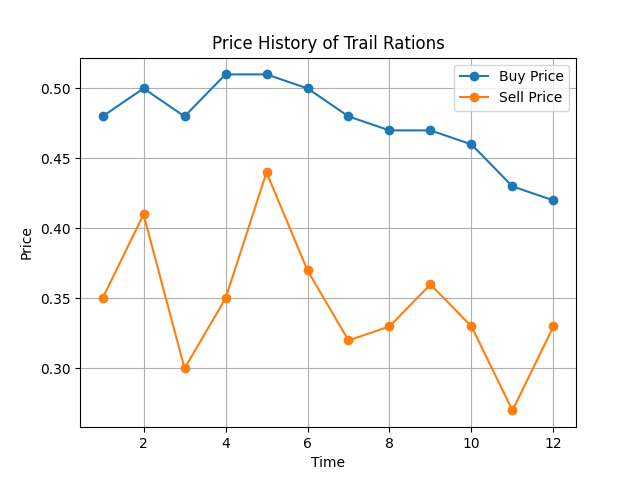 Price History of Trail Rations
Buy Price
Sell Price
0.50
0.45
0.40
0.35
0.30
Price
2 4 6 8 10 12
Time